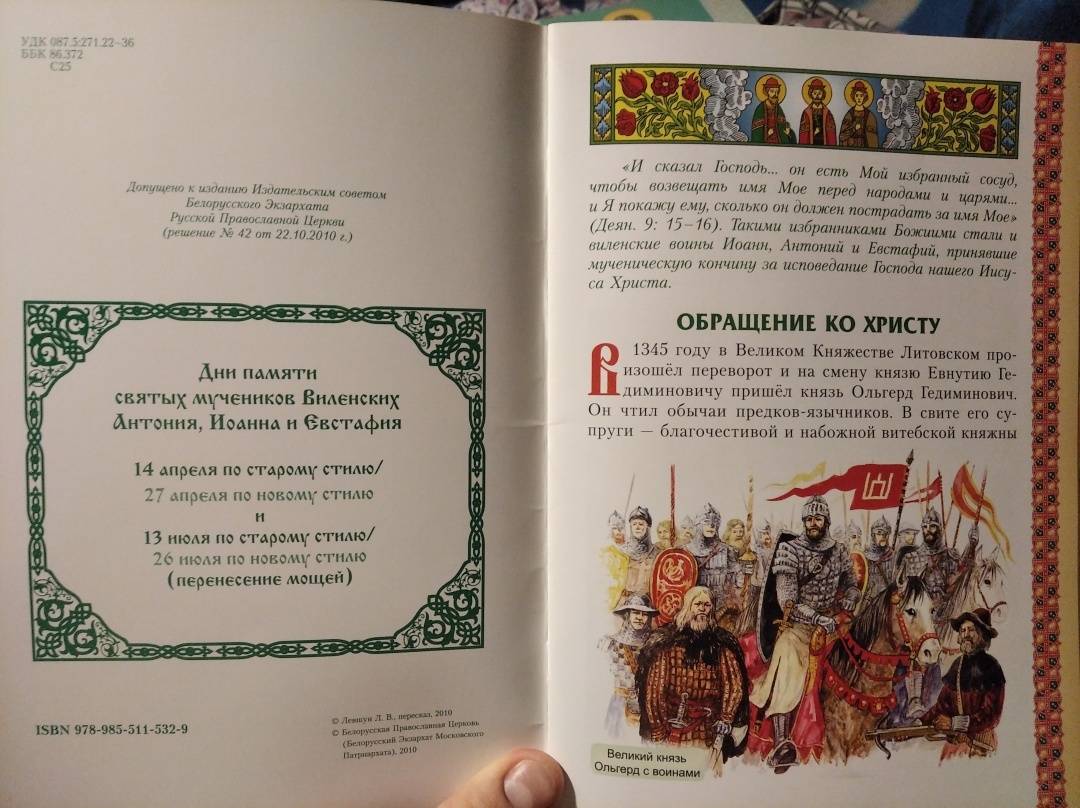 УДК 087.5:271.22–36
ББК 86.372
С25
Допущено к изданию Издательским советом
Белорусского Экзархата
Русской Православной Церкви
(решение № 42 от 22.10.2010 г.)
Дни памяти
святых мучеников Виленских
Антония, Иоанна и Евстафия
14 апреля по старому стилю/
27 апреля по новому стилю
и
13 июля по старому стилю/
26 июля по новому стилю
(перенесение мощей)
ISBN 978-985-511-532-9
© Левшун Л. В., пересказ, 2010
© Белорусская Православная Церковь
(Белорусский Экзархат Московского
Патриархата), 2010
«И сказал Господь... он есть Мой избранный сосуд,
чтобы возвещать имя Мое перед народами и царями...
и Я покажу ему, сколько он должен пострадать за имя Мое»
(Деян. 9: 15–16). Такими избранниками Божиими стали и
виленские воины Иоанн, Антоний и Евстафий, принявшие
мученическую кончину за исповедание Господа нашего Иису-
са Христа.
ОБРАЩЕНИЕ КО ХРИСТУ
В 1345 году в Великом Княжестве Литовском про-
изошёл переворот и на смену князю Евнутию Ге-
диминовичу пришёл князь Ольгерд Гедиминович.
Он чтил обычаи предков-язычников. В свите его су-
пруги — благочестивой и набожной витебской княжны
Великий князь
Ольгерд с воинами